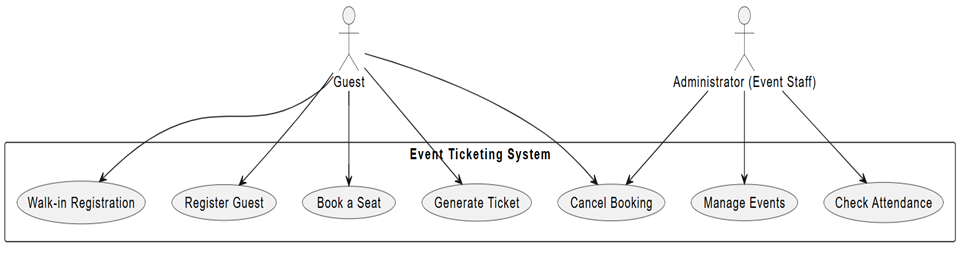 Guest
Administrator (Event Staff)
Event Ticketing System
Walk-in Registration
Register Guest
Book a Seat
Generate Ticket
Cancel Booking
Manage Events
Check Attendance